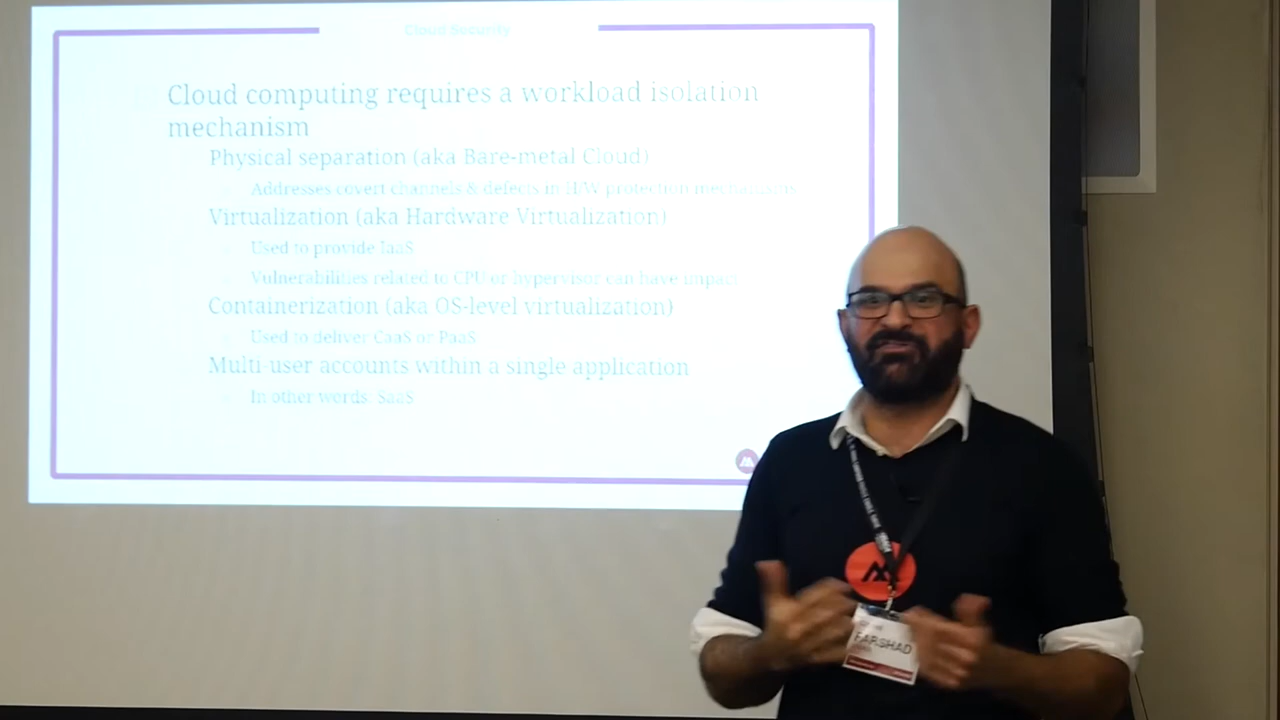 Cloud Security
Cloud computing requires a workload isolation
mechanism
Physical separation (aka Bare-metal Cloud)
Addresses covert channels & defects in H/W protection mechanisms
Virtualization (aka Hardware Virtualization)
Used to provide IaaS
Vulnerabilities related to CPU or hypervisor can have impact
Containerization (aka OS-level virtualization)
Used to deliver CaaS or PaaS
Multi-user accounts within a single application
In other words: SaaS
FARSHAD